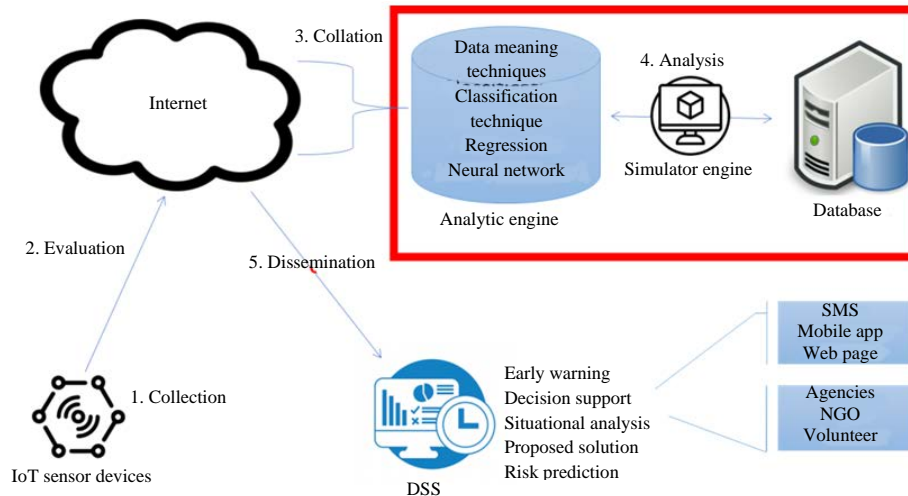 3. Collation
Internet
Data meaning
techniques
Classification
technique
Regression
Neural network
Analytic engine
4. Analysis
Simulator engine
Database
2. Evaluation
5. Dissemination
1. Collection
IoT sensor devices
DSS
Early warning
Decision support
Situational analysis
Proposed solution
Risk prediction
SMS
Mobile app
Web page
Agencies
NGO
Volunteer